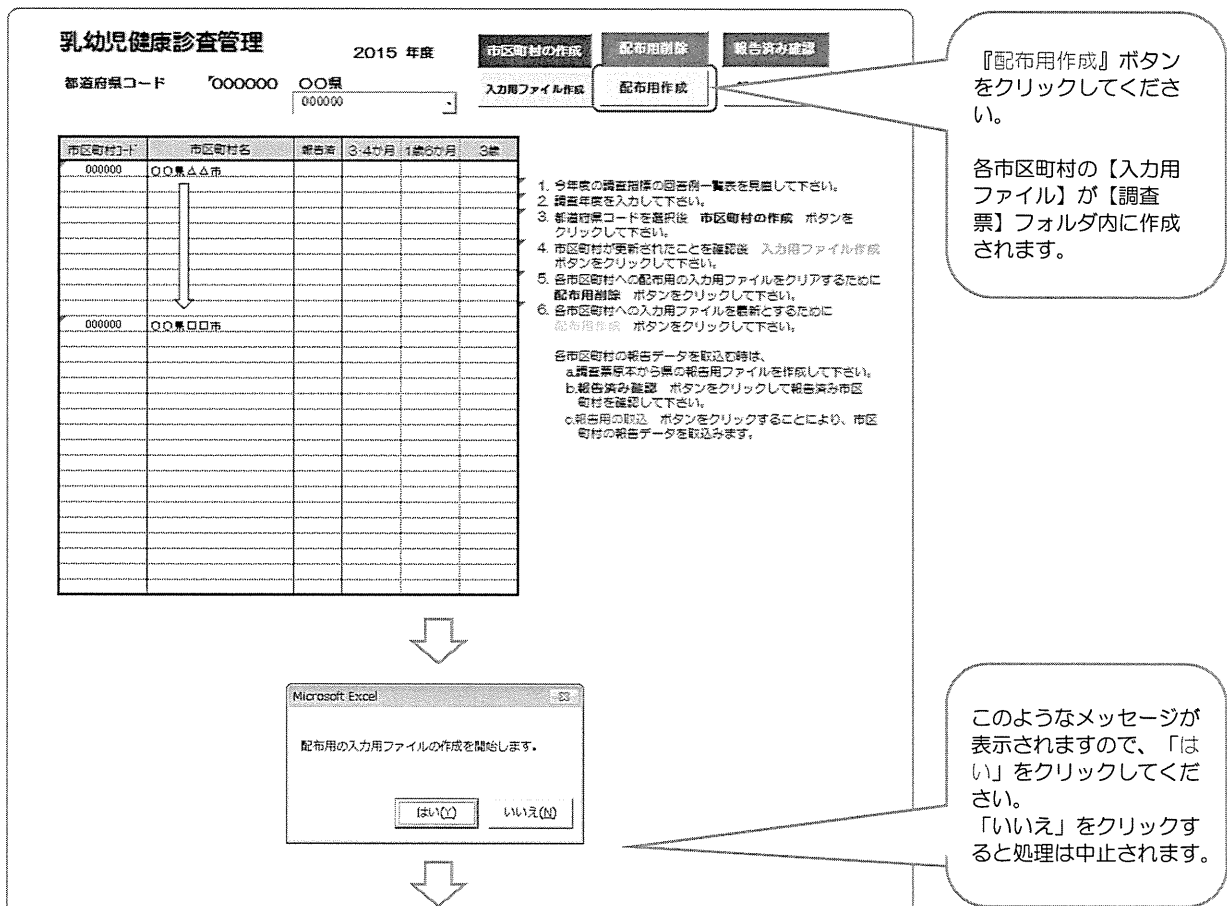 乳幼児健康診査管理
2015 年度
市区町村の作成
配布用削除
報告済み確認
都道府県コード
000000
〇〇県
000000
入力用ファイル作成
配布用作成
『配布用作成』ボタン
をクリックしてくださ
い。
各市区町村の【入力用
ファイル】が【調査
票】フォルダ内に作成
されます。
市区町村コード 市区町村名 報告済 3・4か月 1歳6か月 3歳
000000 〇〇県△△市
000000 〇〇県□□市
1. 今年度の調査指標の回答例一覧表を見直して下さい。
2. 調査年度を入力して下さい。
3. 都道府県コードを選択後 市区町村の作成 ボタンを
クリックして下さい。
4. 市区町村が更新されたことを確認後 入力用ファイル作成
ボタンをクリックして下さい。
5. 各市区町村への配布用の入力用ファイルをクリアするために
配布用削除 ボタンをクリックして下さい。
6. 各市区町村への入力用ファイルを最新とするために
配布用作成 ボタンをクリックして下さい。
各市区町村の報告データを取込む時は、
a.調査票原本から県の報告用ファイルを作成して下さい。
b.報告済み確認 ボタンをクリックして報告済み市区
町村を確認して下さい。
c.報告用の取込 ボタンをクリックすることにより、市区
町村の報告データを取込みます。
Microsoft Excel
配布用の入力用ファイルの作成を開始します。
はい(Y)
いいえ(N)
このようなメッセージが
表示されますので、「は
い」をクリックしてくだ
さい。
「いいえ」をクリックす
ると処理は中止されます。